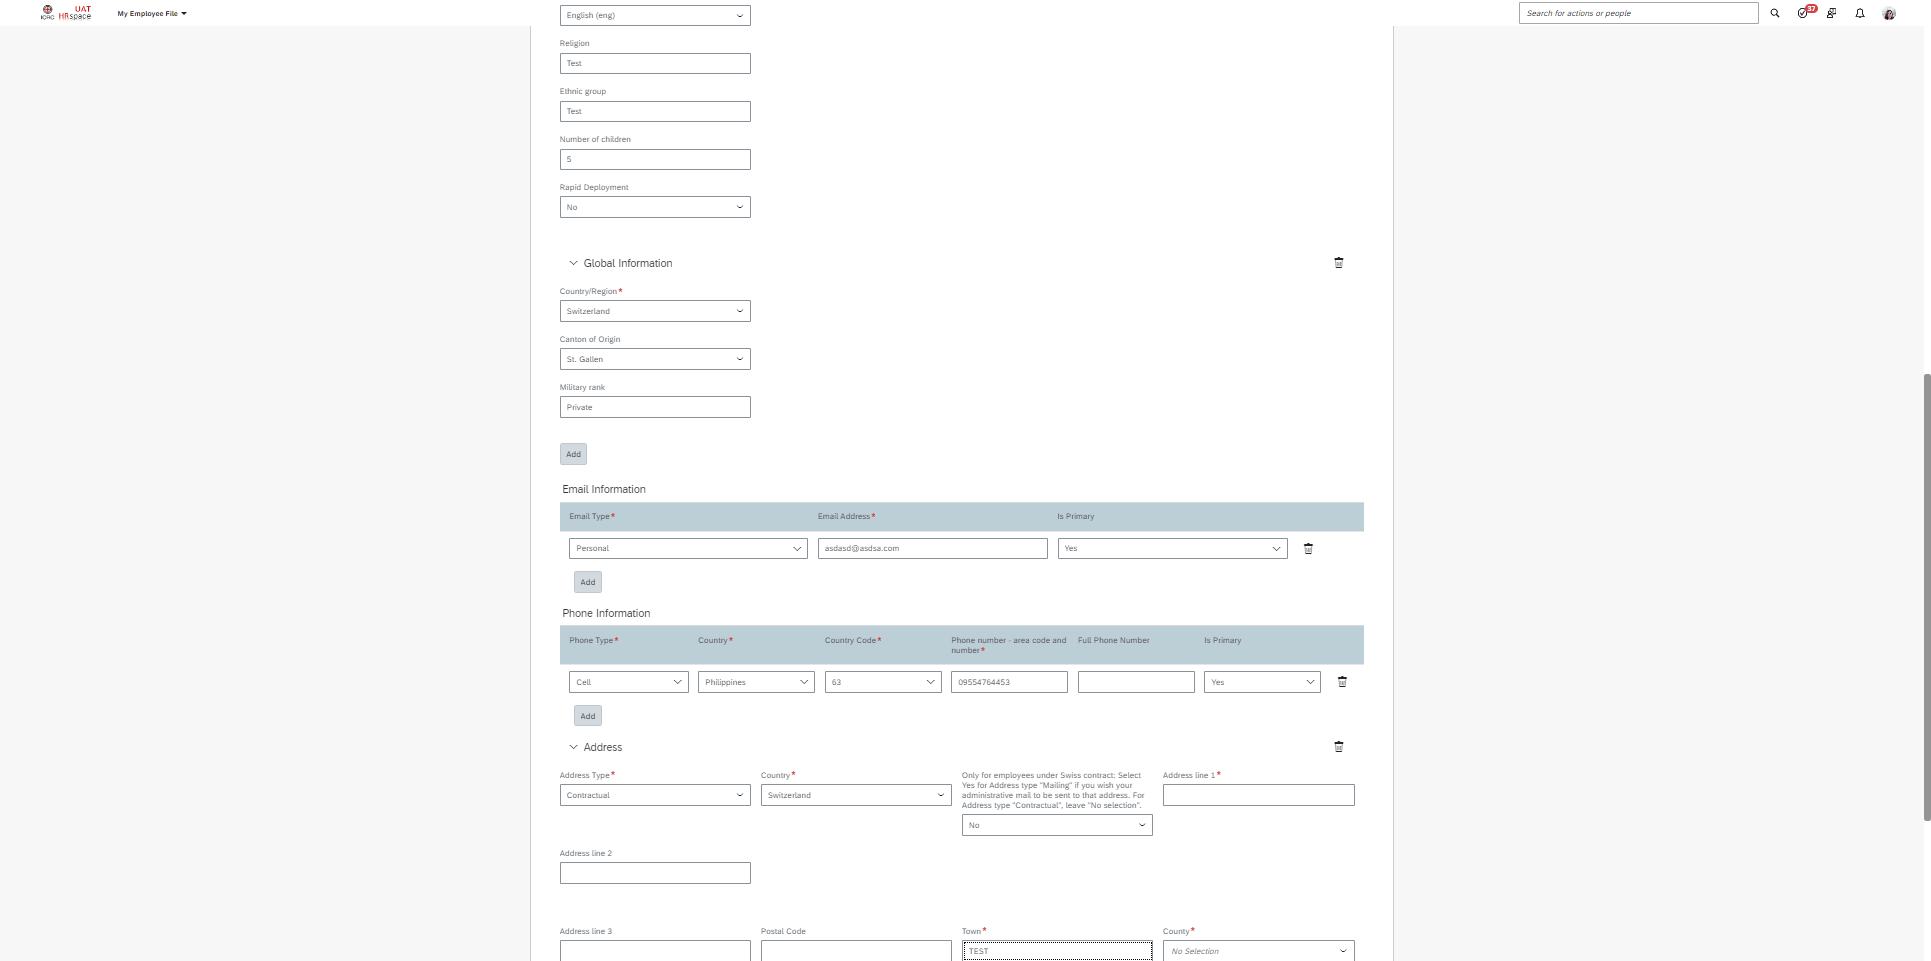 ICRC
UAT
HRspace
My Employee File
Search for actions or people
37
English (eng)
Religion
Test
Ethnic group
Test
Number of children
5
Rapid Deployment
No
Global Information
Country/Region*
Switzerland
Canton of Origin
St. Gallen
Military rank
Private
Add
Email Information
Email Type* Email Address* Is Primary
Personal asdasd@asdsa.com Yes
Add
Phone Information
Phone Type* Country* Country Code* Phone number - area code and Full Phone Number Is Primary
number*
Cell Philippines 63 09554764453 Yes
Add
Address
Address Type* Country* Only for employees under Swiss contract: Select Address line 1*
Yes for Address type "Mailing" if you wish your
administrative mail to be sent to that address. For
Address type "Contractual", leave "No selection".
Contractual Switzerland
No
Address line 2
Address line 3 Postal Code Town* County*
TEST No Selection